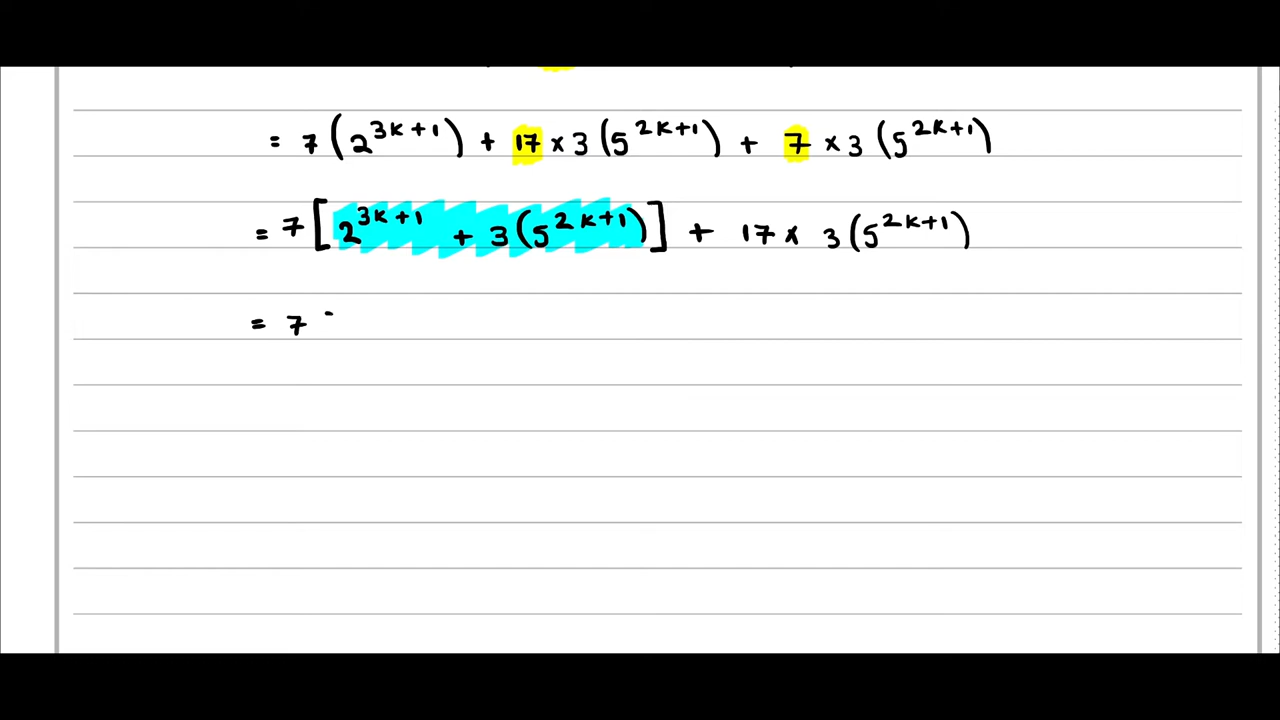 = 7(2^{3k+1}) + 17 × 3(5^{2k+1}) + 7 × 3(5^{2k+1})
= 7[2^{3k+1} + 3(5^{2k+1})] + 17 × 3(5^{2k+1})
= 7